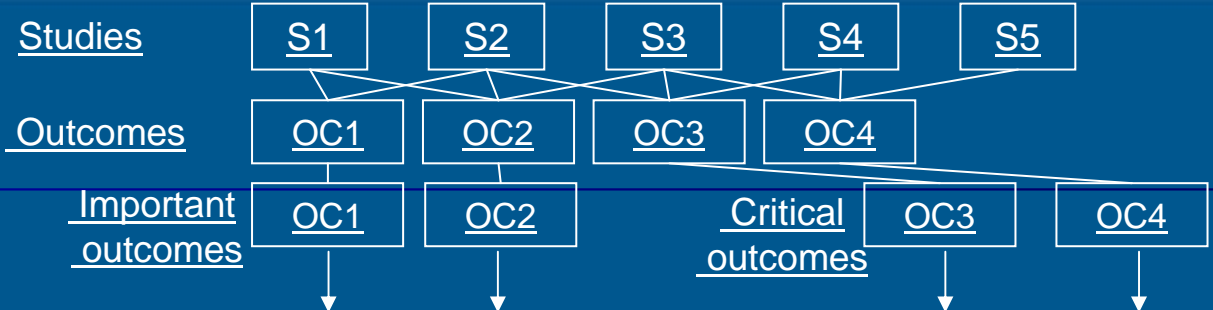 Studies S1 S2 S3 S4 S5
Outcomes OC1 OC2 OC3 OC4
Important
outcomes
OC1 OC2
Critical
outcomes
OC3 OC4